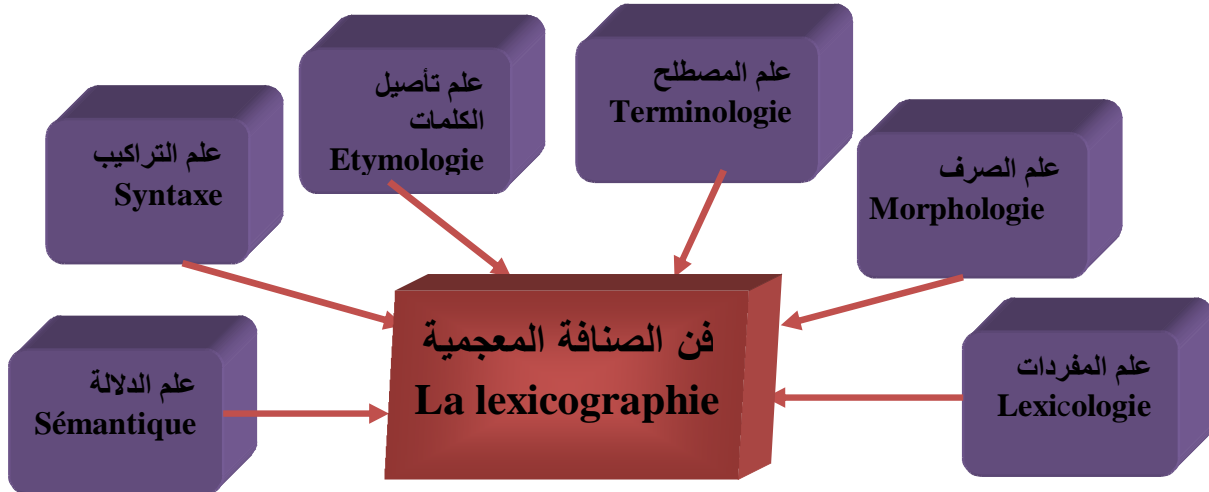 علم المصطلح
Terminologie
علم تأصيل
الكلمات
Etymologie
علم الصرف
Morphologie
علم التراكيب
Syntaxe
فن الصنافة المعجمية
La lexicographie
علم المفردات
Lexicologie
علم الدلالة
Sémantique